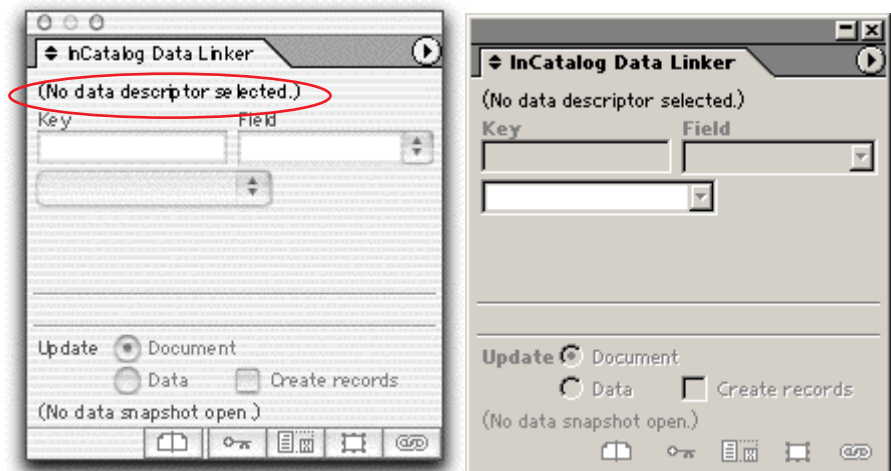 InCatalog Data Linker
(No data descriptor selected.)
Key Field
Update Document
Data Create records
(No data snapshot open.)
InCatalog Data Linker
(No data descriptor selected.)
Key Field
Update Document
Data Create records
(No data snapshot open.)